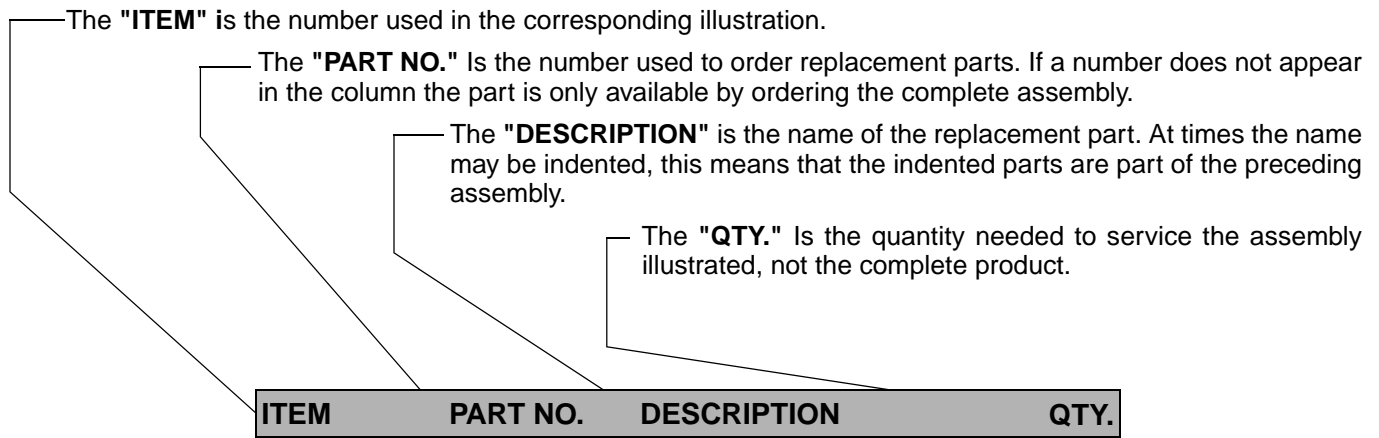 The "ITEM" is the number used in the corresponding illustration.
The "PART NO." Is the number used to order replacement parts. If a number does not appear
in the column the part is only available by ordering the complete assembly.
The "DESCRIPTION" is the name of the replacement part. At times the name
may be indented, this means that the indented parts are part of the preceding
assembly.
The "QTY." Is the quantity needed to service the assembly
illustrated, not the complete product.
ITEM PART NO. DESCRIPTION QTY.